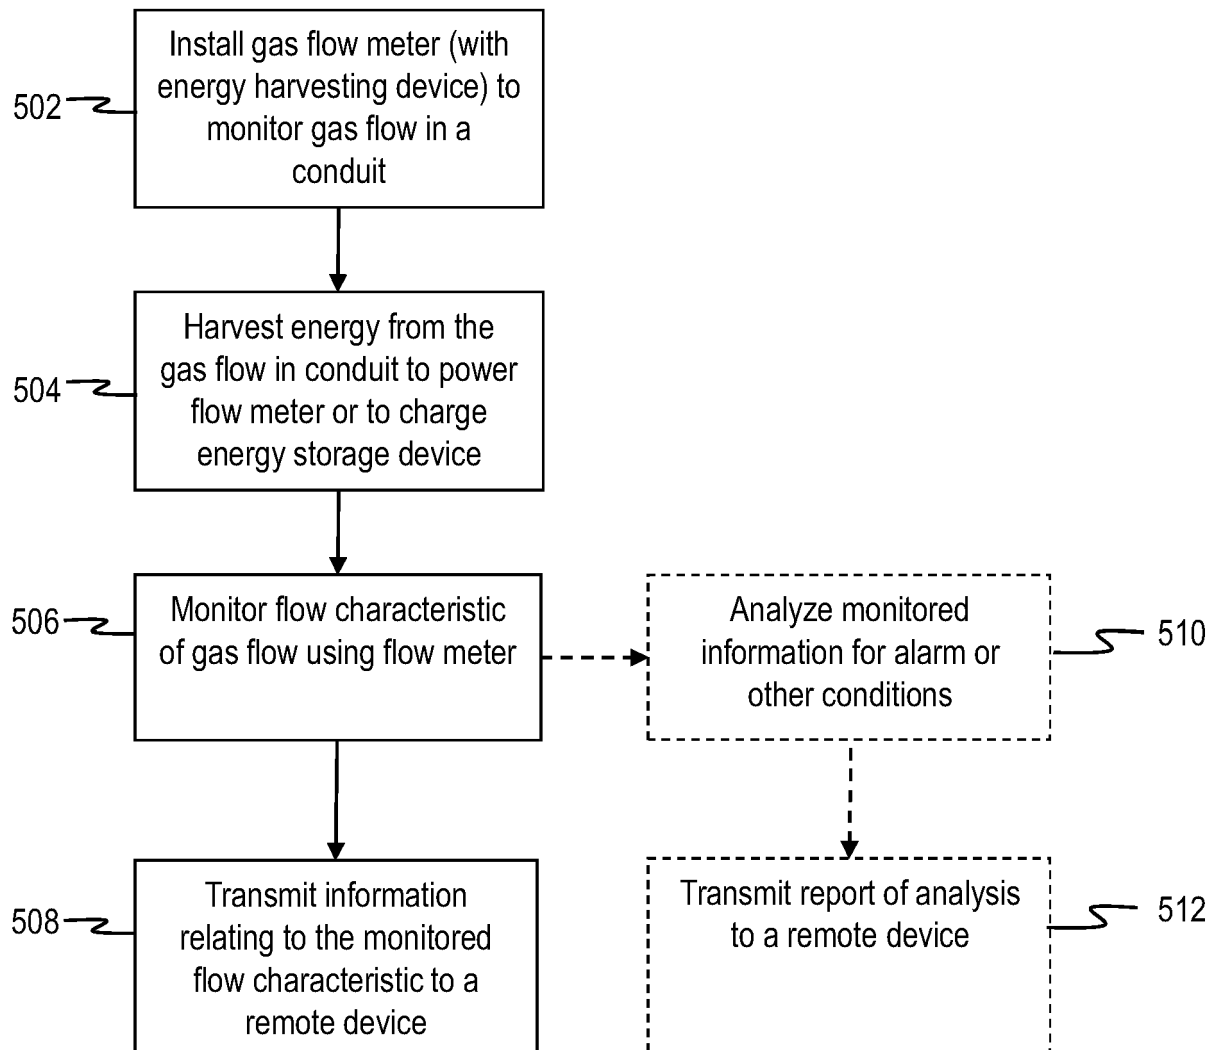 Install gas flow meter (with
energy harvesting device) to
monitor gas flow in a
conduit
502
Harvest energy from the
gas flow in conduit to power
flow meter or to charge
energy storage device
504
Monitor flow characteristic
of gas flow using flow meter
506
Analyze monitored
information for alarm or
other conditions
510
Transmit information
relating to the monitored
flow characteristic to a
remote device
508
Transmit report of analysis
to a remote device
512